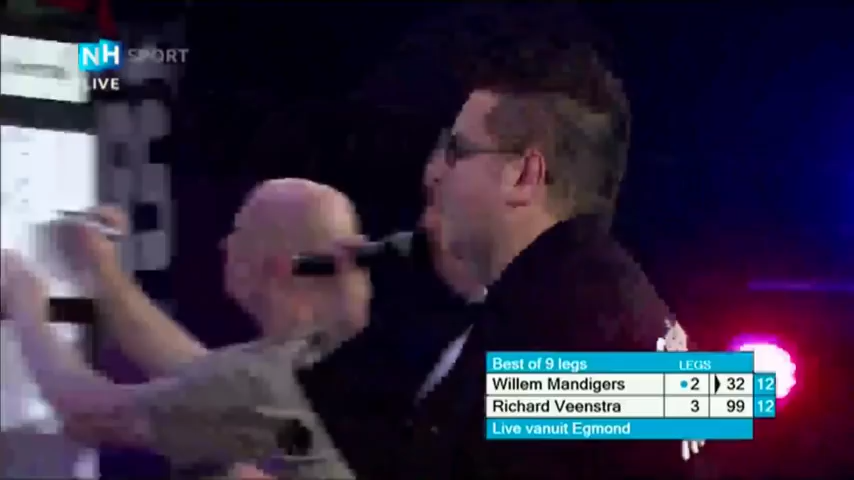 NH SPORT
LIVE
Best of 9 legs LEGS
Willem Mandigers 2 32 12
Richard Veenstra 3 99 12
Live vanuit Egmond